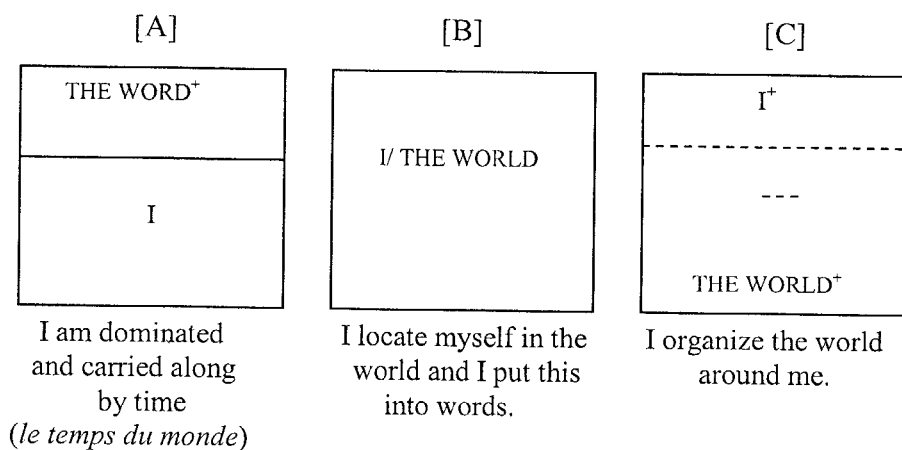 [A]
[B]
[C]
THE WORD⁺
I
I/ THE WORLD
I⁺
---
THE WORLD⁺
I am dominated
and carried along
by time
(le temps du monde)
I locate myself in the
world and I put this
into words.
I organize the world
around me.